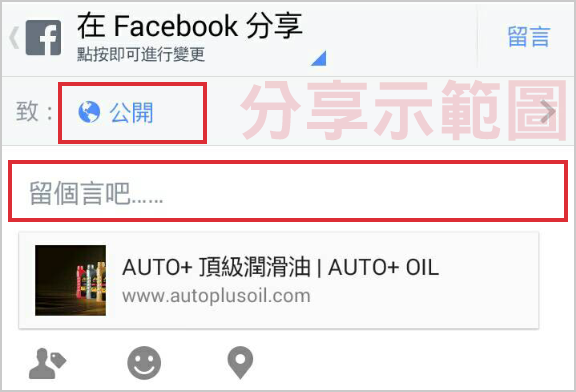 在 Facebook 分享
點按即可進行變更
留言
致：
公開
分享示範圖
留個言吧......
AUTO+ 頂級潤滑油 | AUTO+ OIL
www.autoplusoil.com